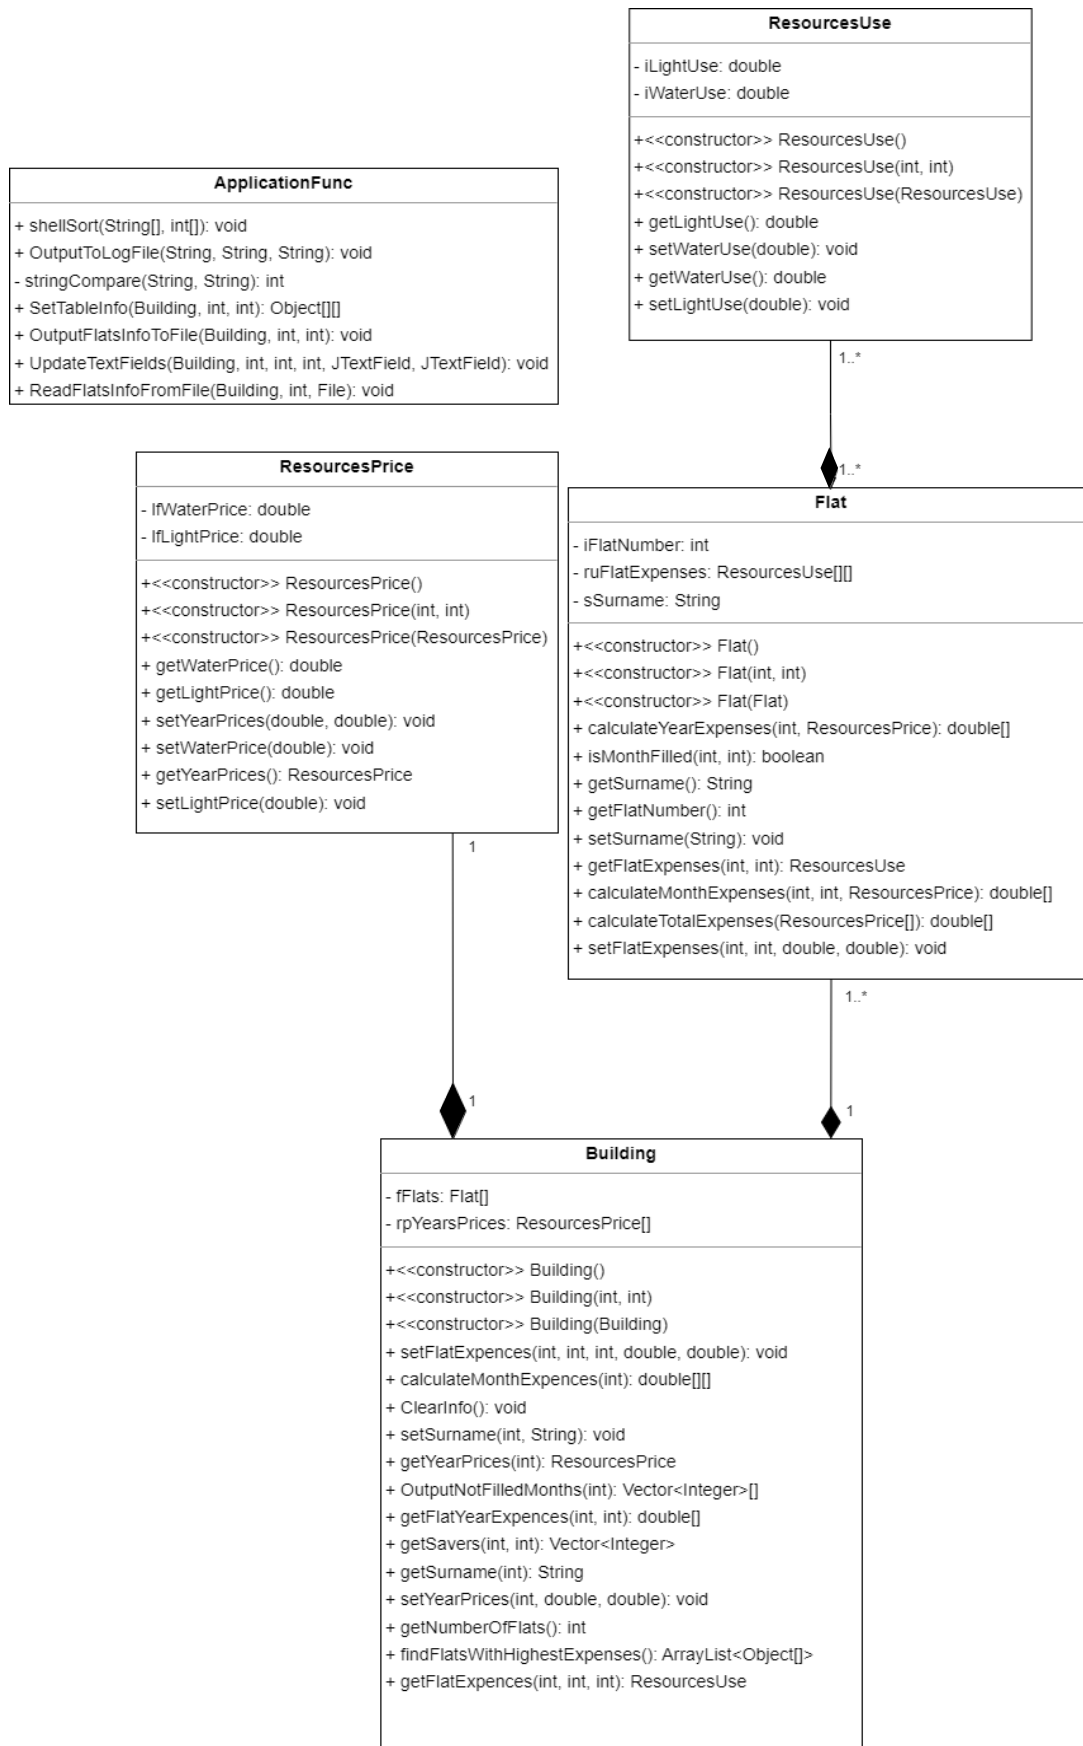 ResourcesUse
- iLightUse: double
- iWaterUse: double
+<<constructor>> ResourcesUse()
+<<constructor>> ResourcesUse(int, int)
+<<constructor>> ResourcesUse(ResourcesUse)
+ getLightUse(): double
+ setWaterUse(double): void
+ getWaterUse(): double
+ setLightUse(double): void
1..*
1..*
ApplicationFunc
+ shellSort(String[], int[]): void
+ OutputToLogFile(String, String, String): void
- stringCompare(String, String): int
+ SetTableInfo(Building, int, int): Object[][]
+ OutputFlatsInfoToFile(Building, int, int): void
+ UpdateTextFields(Building, int, int, int, JTextField, JTextField): void
+ ReadFlatsInfoFromFile(Building, int, File): void
ResourcesPrice
- lfWaterPrice: double
- lfLightPrice: double
+<<constructor>> ResourcesPrice()
+<<constructor>> ResourcesPrice(int, int)
+<<constructor>> ResourcesPrice(ResourcesPrice)
+ getWaterPrice(): double
+ getLightPrice(): double
+ setYearPrices(double, double): void
+ setWaterPrice(double): void
+ getYearPrices(): ResourcesPrice
+ setLightPrice(double): void
1
1
Flat
- iFlatNumber: int
- ruFlatExpenses: ResourcesUse[][]
- sSurname: String
+<<constructor>> Flat()
+<<constructor>> Flat(int, int)
+<<constructor>> Flat(Flat)
+ calculateYearExpenses(int, ResourcesPrice): double[]
+ isMonthFilled(int, int): boolean
+ getSurname(): String
+ getFlatNumber(): int
+ setSurname(String): void
+ getFlatExpenses(int, int): ResourcesUse
+ calculateMonthExpenses(int, int, ResourcesPrice): double[]
+ calculateTotalExpenses(ResourcesPrice[]): double[]
+ setFlatExpenses(int, int, double, double): void
1..*
1
Building
- fFlats: Flat[]
- rpYearsPrices: ResourcesPrice[]
+<<constructor>> Building()
+<<constructor>> Building(int, int)
+<<constructor>> Building(Building)
+ setFlatExpences(int, int, int, double, double): void
+ calculateMonthExpences(int): double[][]
+ ClearInfo(): void
+ setSurname(int, String): void
+ getYearPrices(int): ResourcesPrice
+ OutputNotFilledMonths(int): Vector<Integer>[]
+ getFlatYearExpences(int, int): double[]
+ getSavers(int, int): Vector<Integer>
+ getSurname(int): String
+ setYearPrices(int, double, double): void
+ getNumberOfFlats(): int
+ findFlatsWithHighestExpenses(): ArrayList<Object[]>
+ getFlatExpences(int, int, int): ResourcesUse